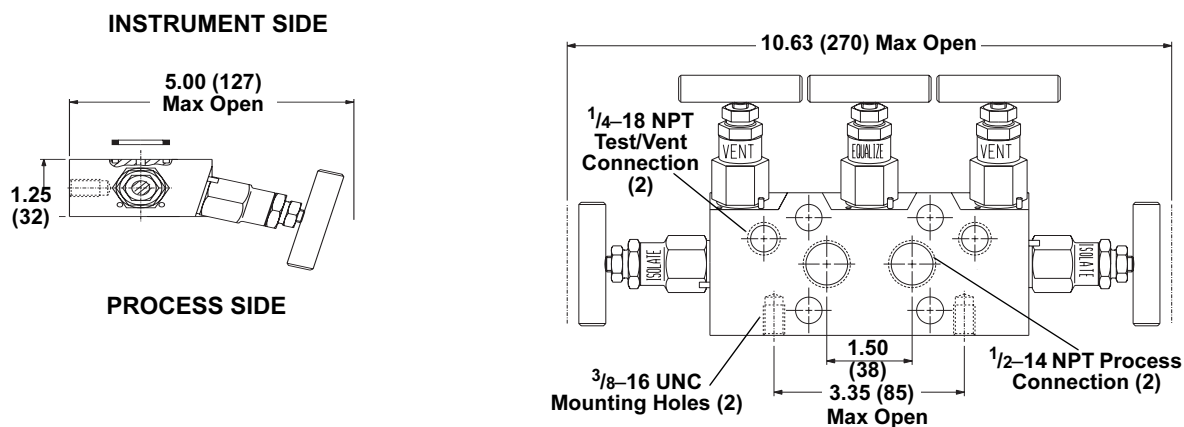 INSTRUMENT SIDE
5.00 (127)
Max Open
1.25
(32)
PROCESS SIDE
10.63 (270) Max Open
1/4–18 NPT
Test/Vent
Connection
(2)
VENT
EQUALIZE
VENT
ISOLATE
ISOLATE
1.50
(38)
3.35 (85)
Max Open
3/8–16 UNC
Mounting Holes (2)
1/2–14 NPT Process
Connection (2)